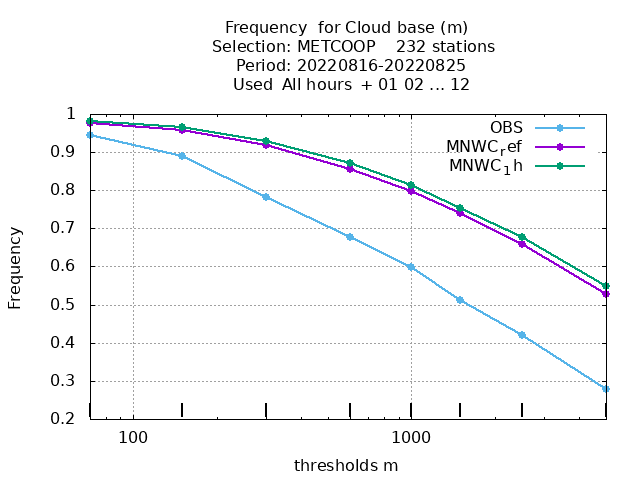 Frequency  for Cloud base (m)
Selection: METCOOP    232 stations
Period: 20220816-20220825
Used  All hours  + 01 02 ... 12
1
0.9
0.8
0.7
0.6
0.5
0.4
0.3
0.2
Frequency
OBS
MNWC_ref
MNWC_1h
100
1000
thresholds m